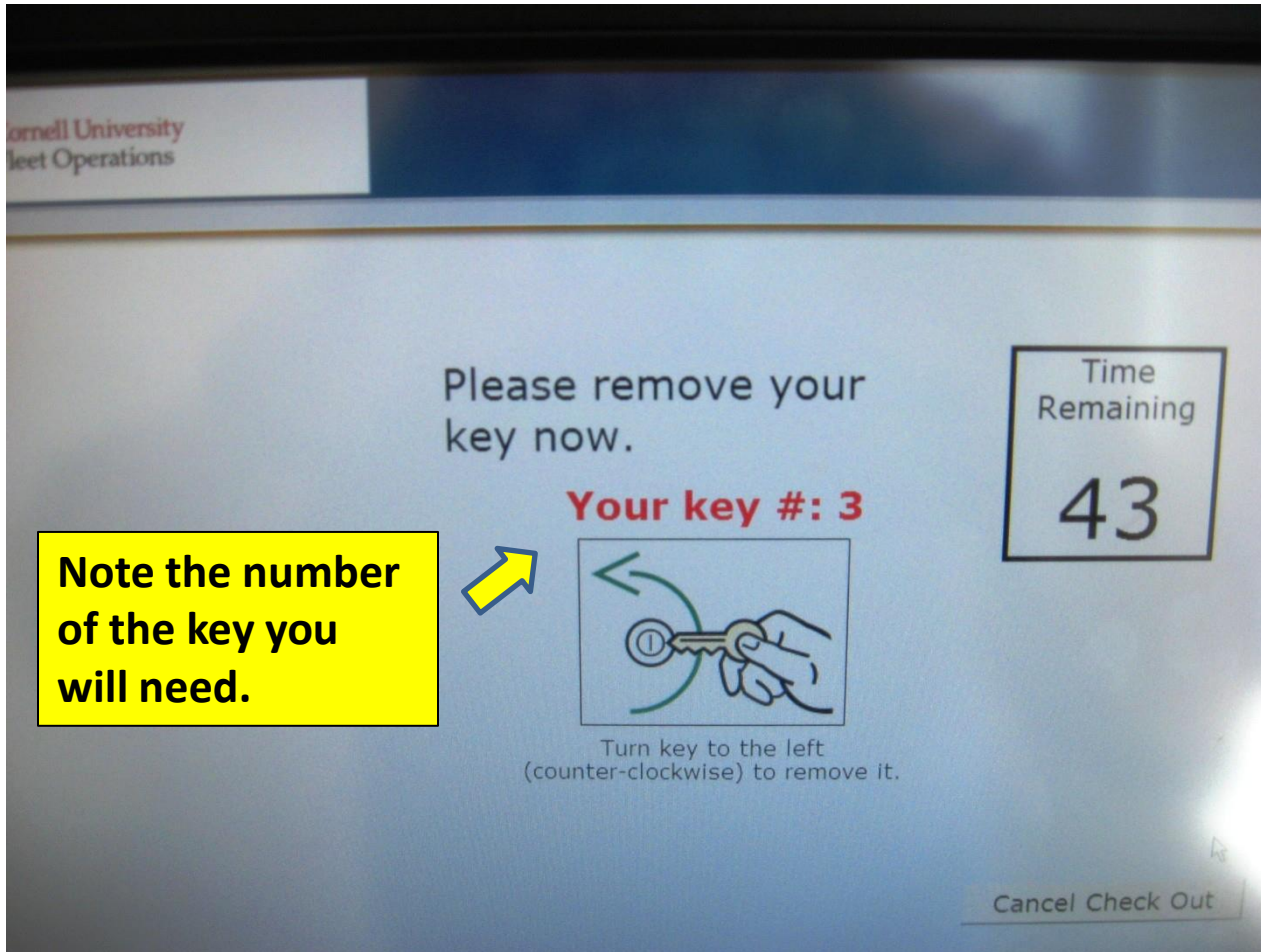 ornell University
leet Operations
Please remove your
key now.
Your key #: 3
Time
Remaining
43
Note the number
of the key you
will need.
Turn key to the left
(counter-clockwise) to remove it.
Cancel Check Out